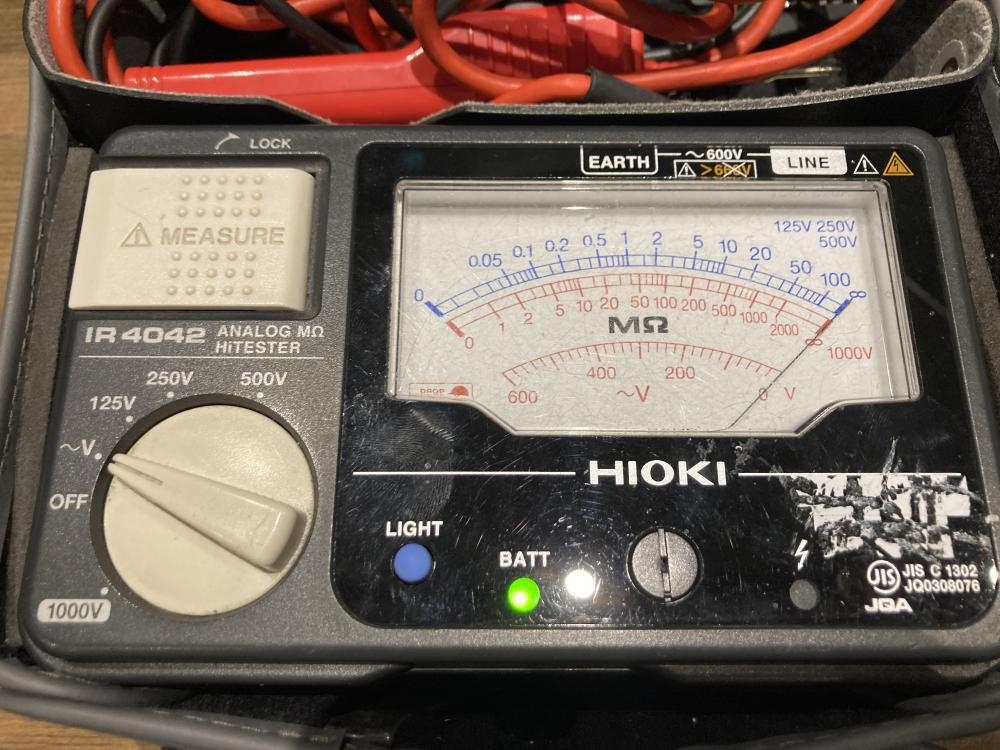 LOCK
EARTH
～600V
LINE
⚠ >600V
⚠ MEASURE
125V 250V
500V
0 0.05 0.1 0.2 0.5 1 2 5 10 20 50 100 ∞
0 1 2 5 10 20 50 100 200 500 1000 2000 ∞
1000V
MΩ
600 400 ～V 200 0 V
DROP
IR 4042 ANALOG MΩ
HiTESTER
250V 500V
125V
～V
OFF
1000V
HIOKI
LIGHT
BATT
JIS JIS C 1302
JQ0308076
JQA